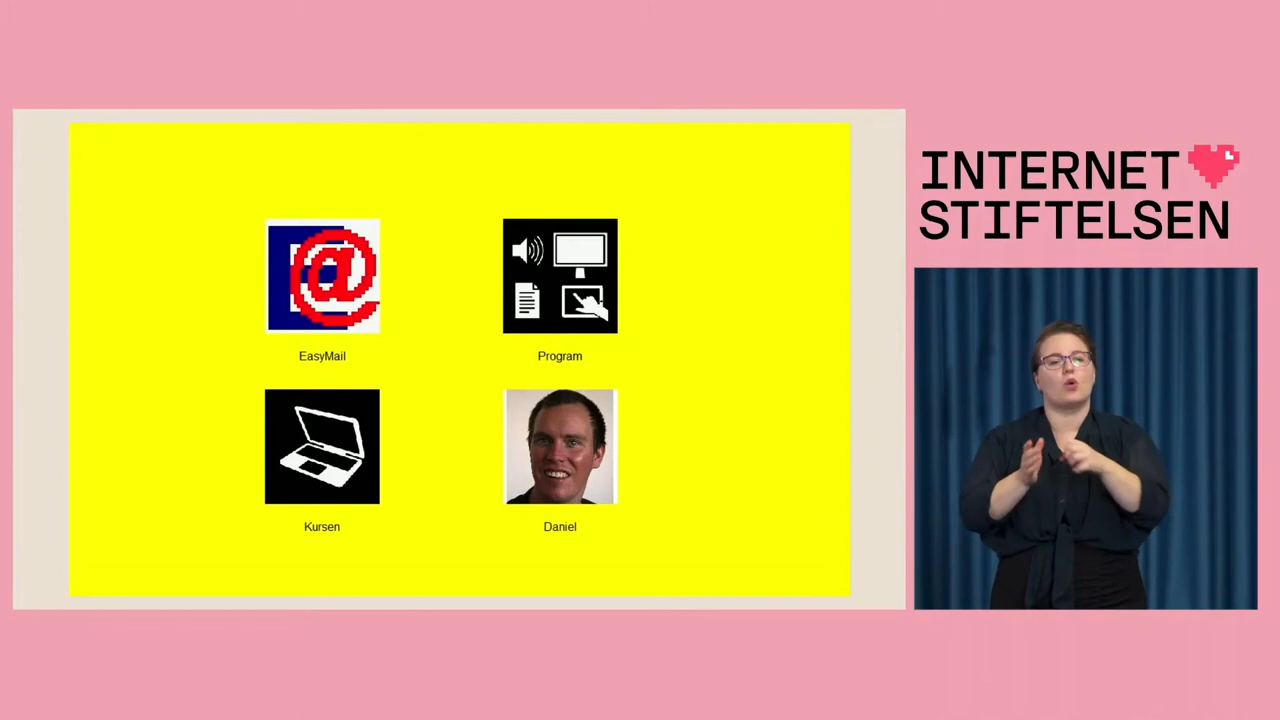 INTERNET
STIFTELSEN
EasyMail
Program
Kursen
Daniel